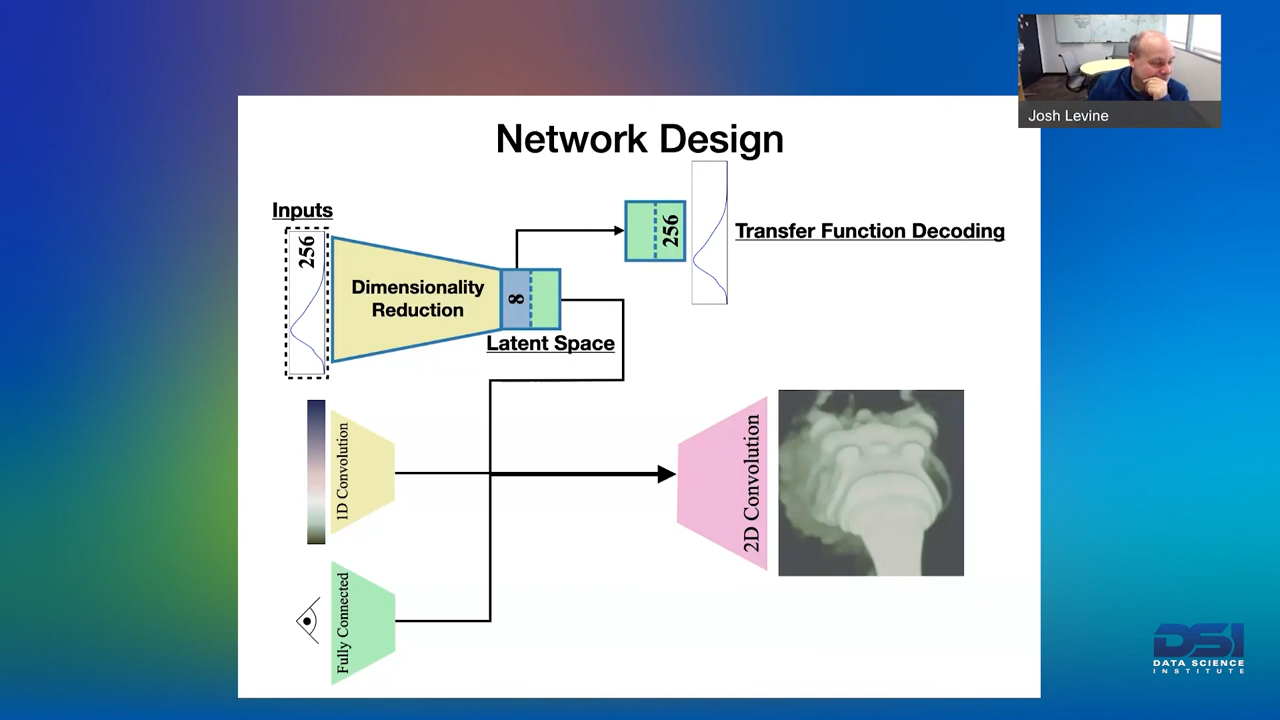 Josh Levine
Network Design
Inputs
256
Dimensionality
Reduction
8
Latent Space
256
Transfer Function Decoding
1D Convolution
2D Convolution
Fully Connected
DSI
DATA SCIENCE
INSTITUTE